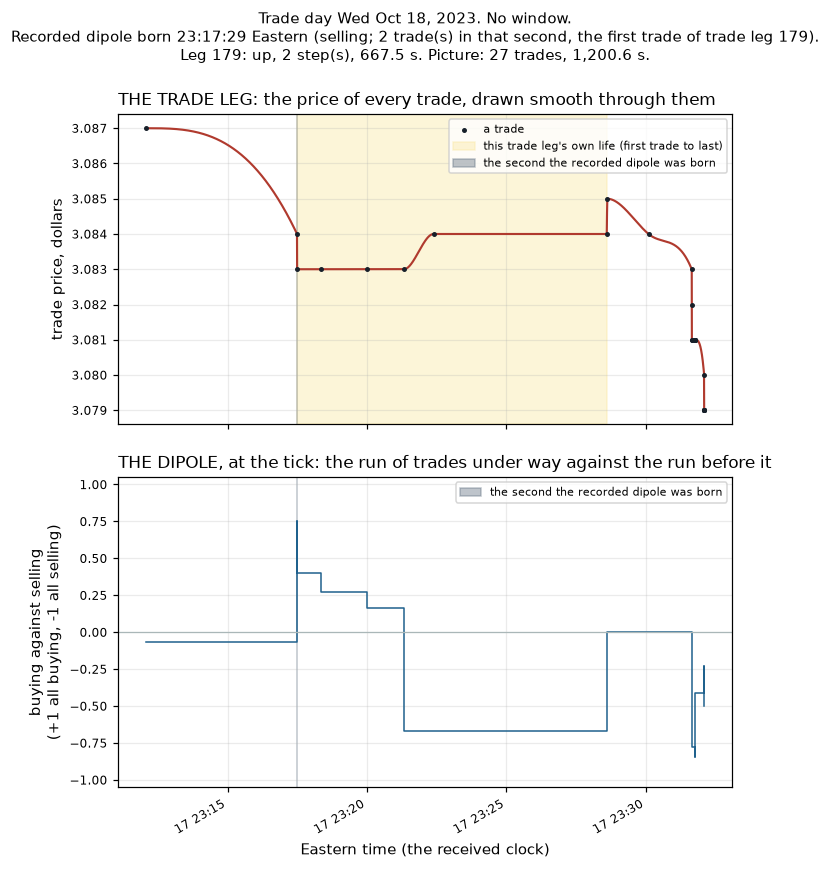 Trade day Wed Oct 18, 2023. No window.
Recorded dipole born 23:17:29 Eastern (selling; 2 trade(s) in that second, the first trade of trade leg 179).
Leg 179: up, 2 step(s), 667.5 s. Picture: 27 trades, 1,200.6 s.
THE TRADE LEG: the price of every trade, drawn smooth through them
a trade
this trade leg's own life (first trade to last)
the second the recorded dipole was born
trade price, dollars
3.087
3.086
3.085
3.084
3.083
3.082
3.081
3.080
3.079
THE DIPOLE, at the tick: the run of trades under way against the run before it
the second the recorded dipole was born
buying against selling
(+1 all buying, -1 all selling)
1.00
0.75
0.50
0.25
0.00
−0.25
−0.50
−0.75
−1.00
17 23:15
17 23:20
17 23:25
17 23:30
Eastern time (the received clock)